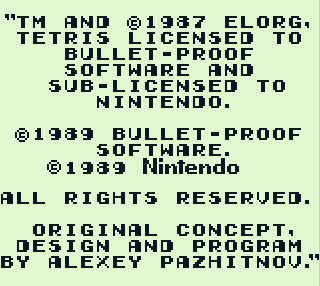 "TM AND ©1987 ELORG,
TETRIS LICENSED TO
BULLET-PROOF
SOFTWARE AND
SUB-LICENSED TO
NINTENDO.
©1989 BULLET-PROOF
SOFTWARE.
©1989 Nintendo
ALL RIGHTS RESERVED.
ORIGINAL CONCEPT,
DESIGN AND PROGRAM
BY ALEXEY PAZHITNOV."